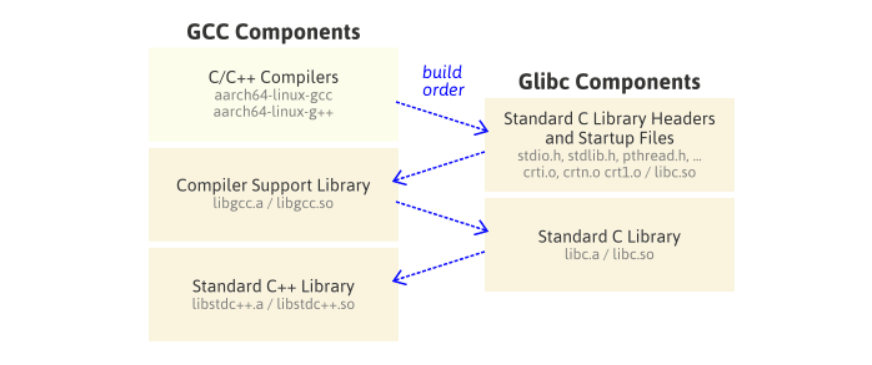 GCC Components
C/C++ Compilers
aarch64-linux-gcc
aarch64-linux-g++
build
order
Glibc Components
Standard C Library Headers
and Startup Files
stdio.h, stdlib.h, pthread.h, ...
crti.o, crtn.o crt1.o / libc.so
Compiler Support Library
libgcc.a / libgcc.so
Standard C Library
libc.a / libc.so
Standard C++ Library
libstdc++.a / libstdc++.so